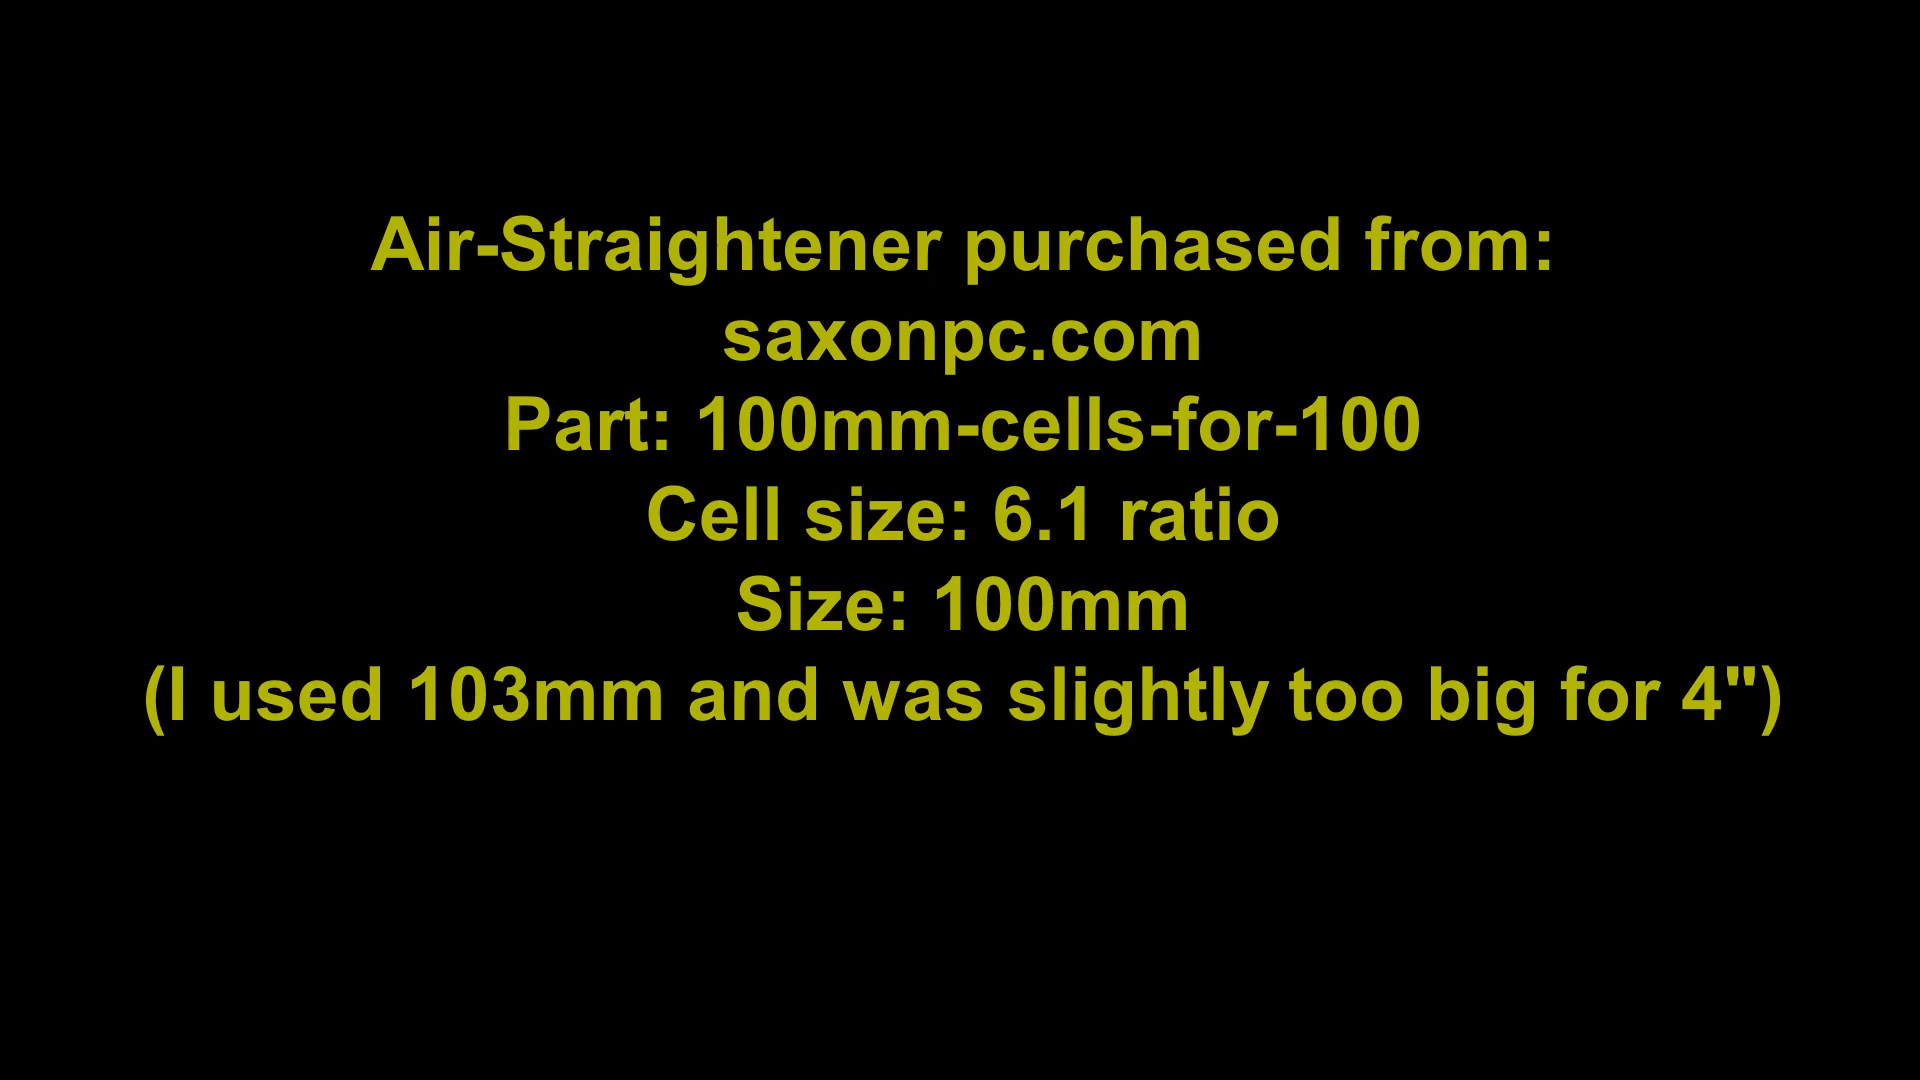 Air-Straightener purchased from:
saxonpc.com
Part: 100mm-cells-for-100
Cell size: 6.1 ratio
Size: 100mm
(I used 103mm and was slightly too big for 4")